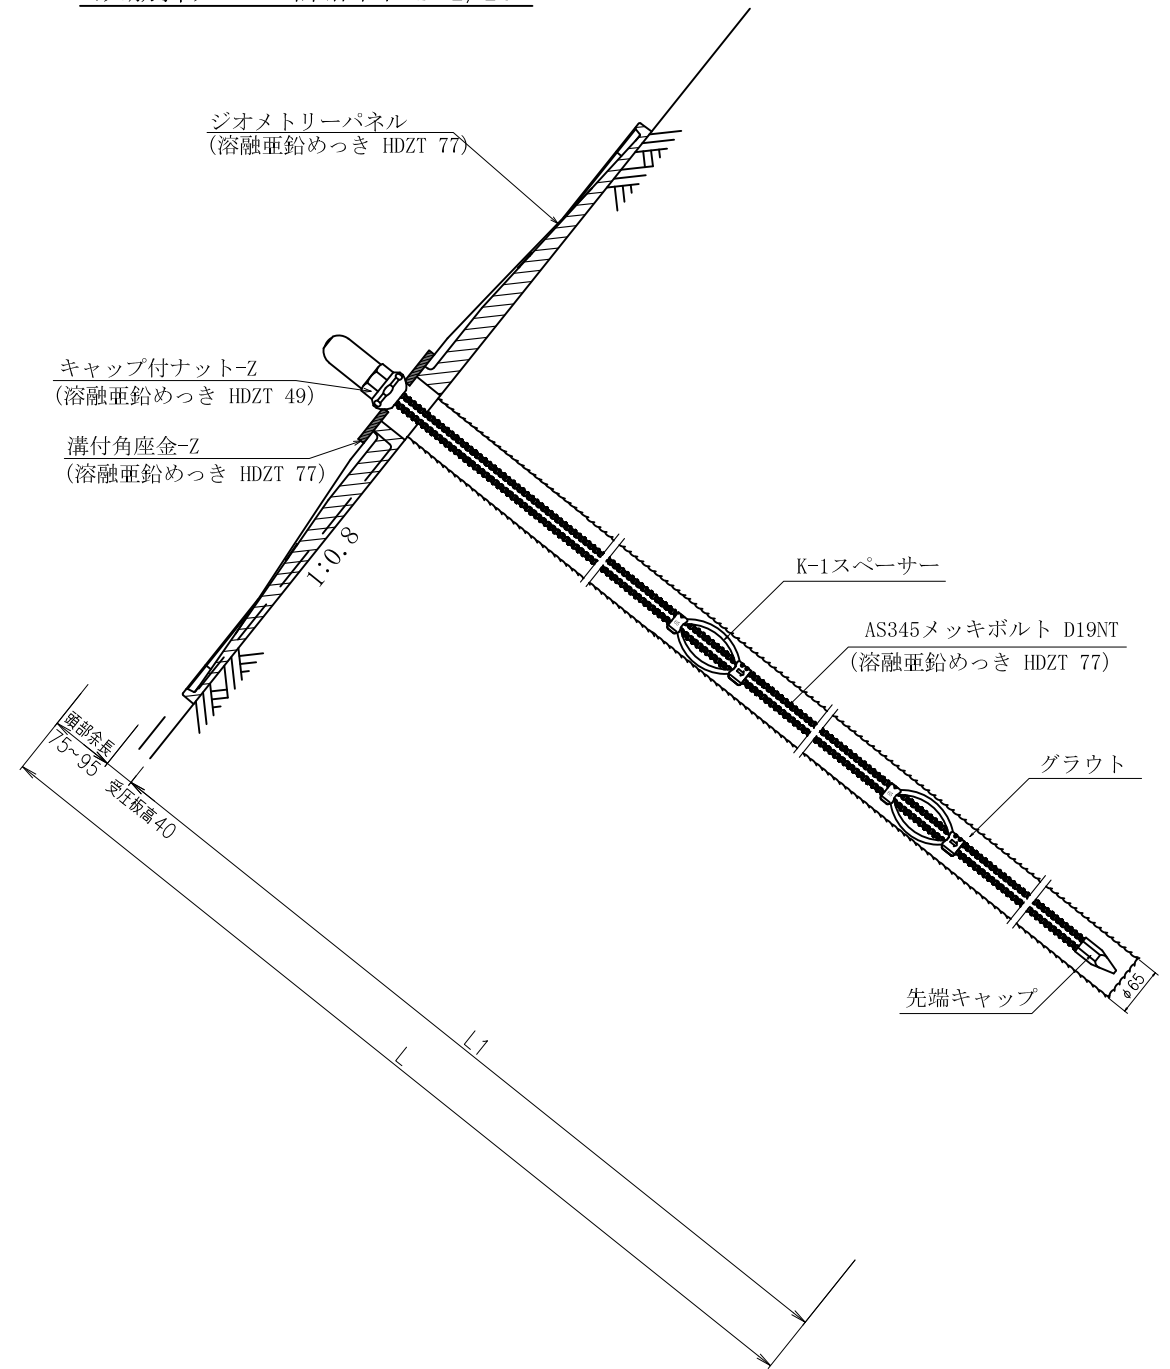 ジオメトリーパネル
(溶融亜鉛めっき HDZT 77)
キャップ付ナット-Z
(溶融亜鉛めっき HDZT 49)
溝付角座金-Z
(溶融亜鉛めっき HDZT 77)
1:0.8
K-1スペーサー
AS345メッキボルト D19NT
(溶融亜鉛めっき HDZT 77)
グラウト
頭部余長
75~95
受圧板高40
先端キャップ
φ65
L1
L